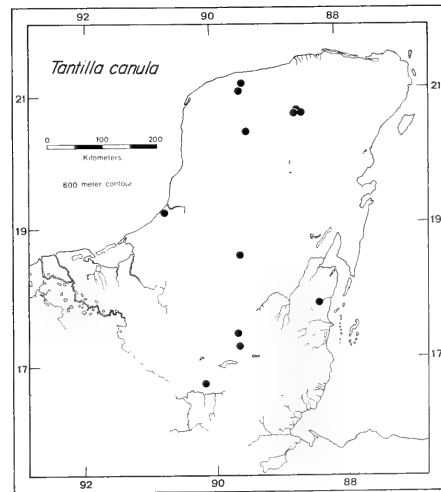 92 90 88
Tantilla canula
21 21
0 100 200
Kilometers
600 meter contour
19 19
17 17
92 90 88